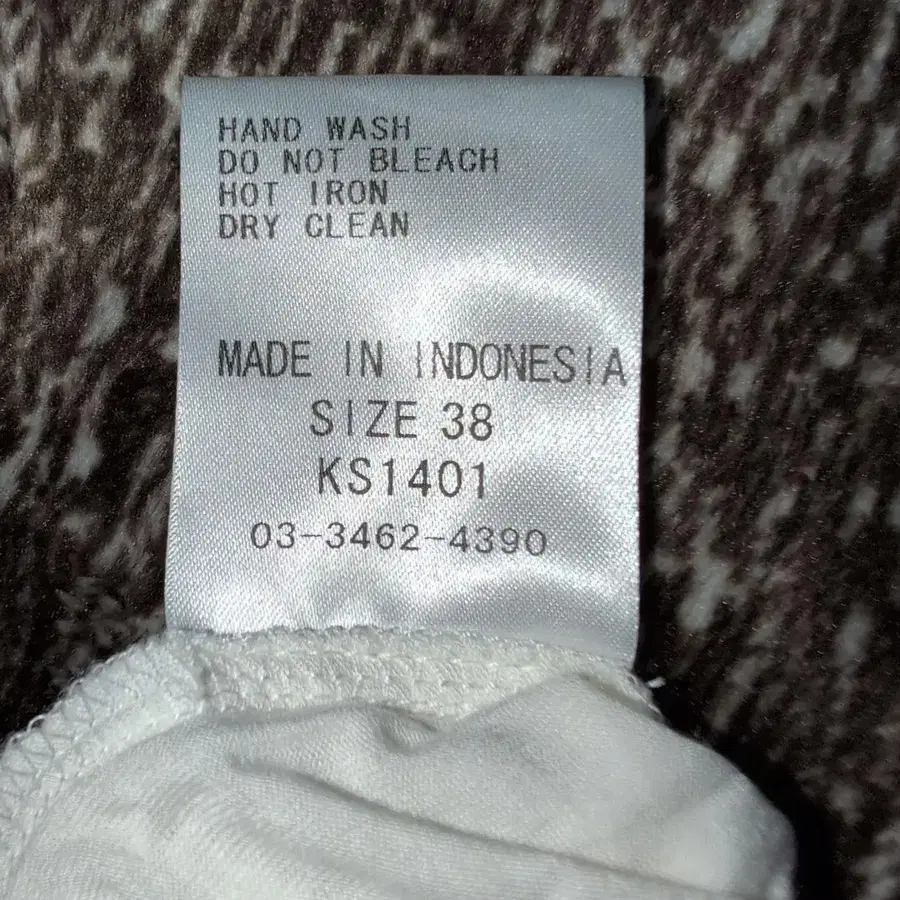 HAND WASH
DO NOT BLEACH
HOT IRON
DRY CLEAN
MADE IN INDONESIA
SIZE 38
KS1401
03-3462-4390